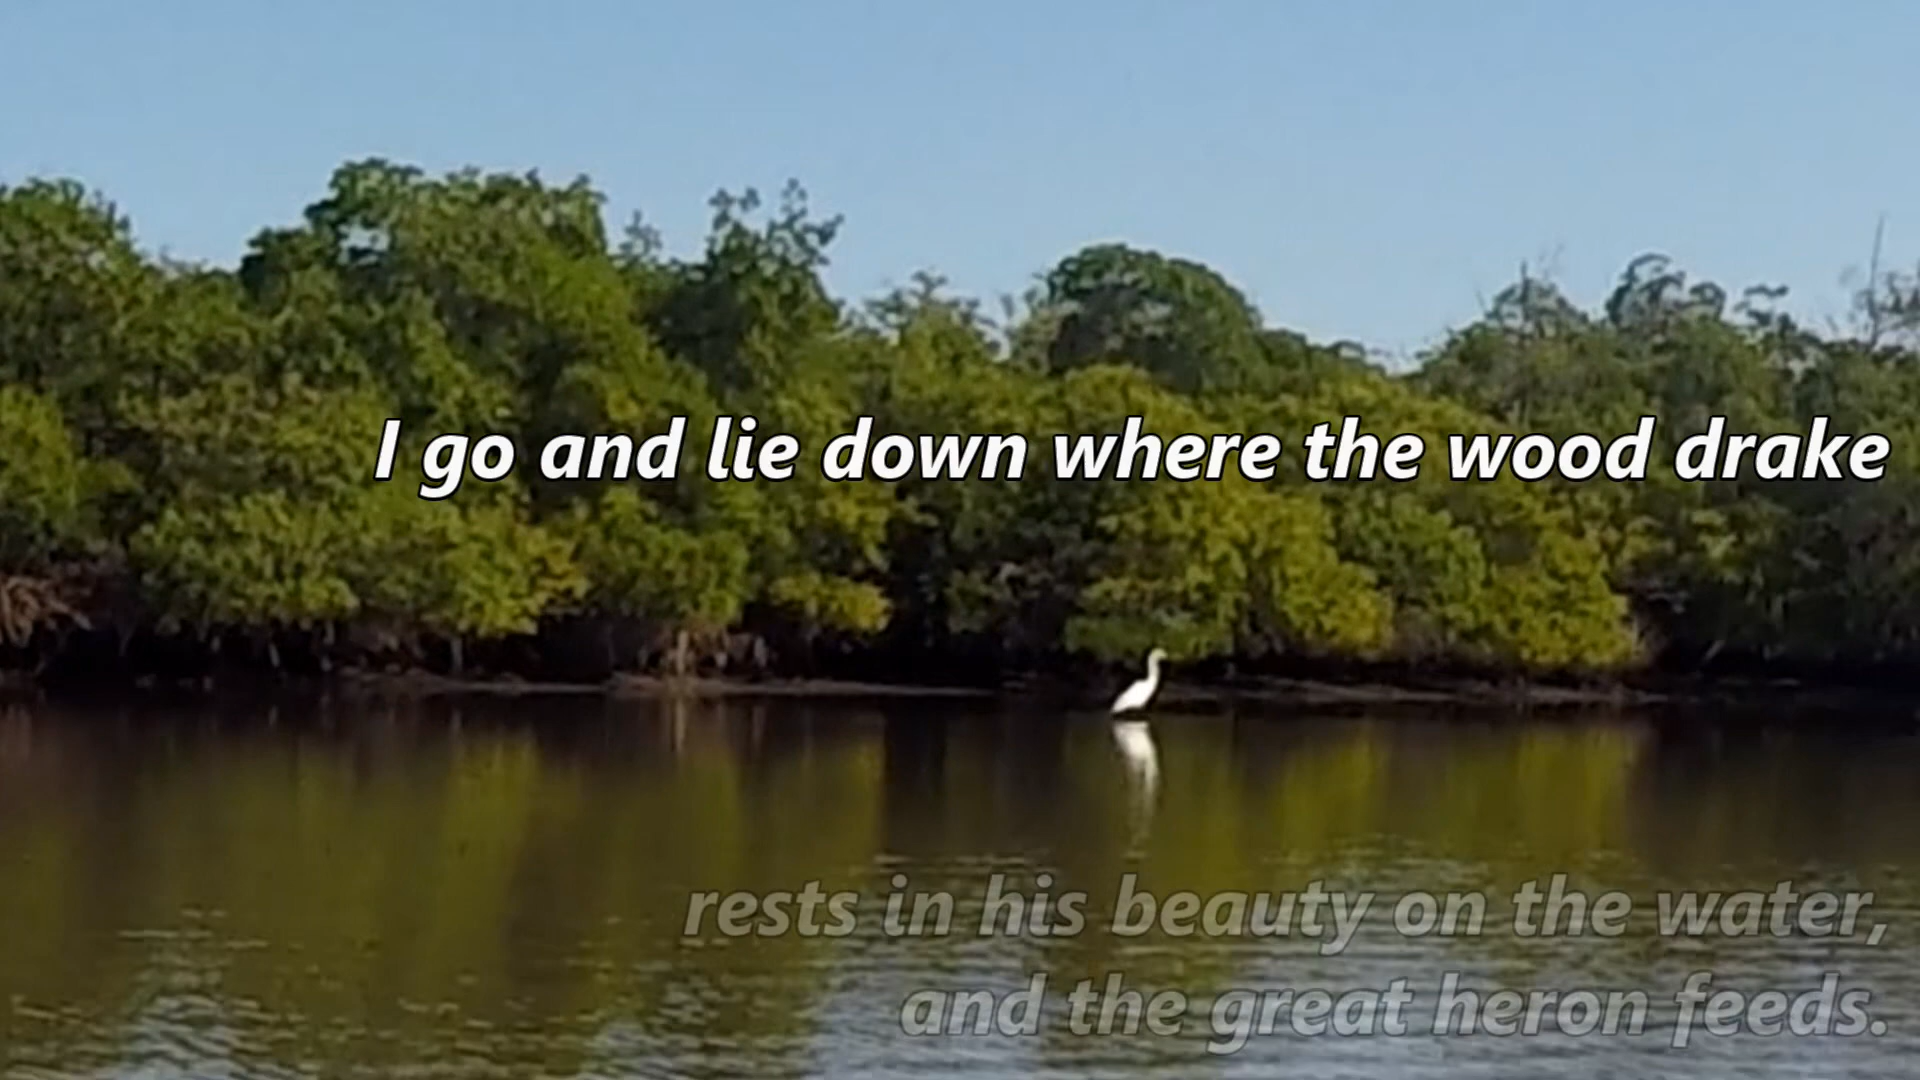 I go and lie down where the wood drake
rests in his beauty on the water,
and the great heron feeds.